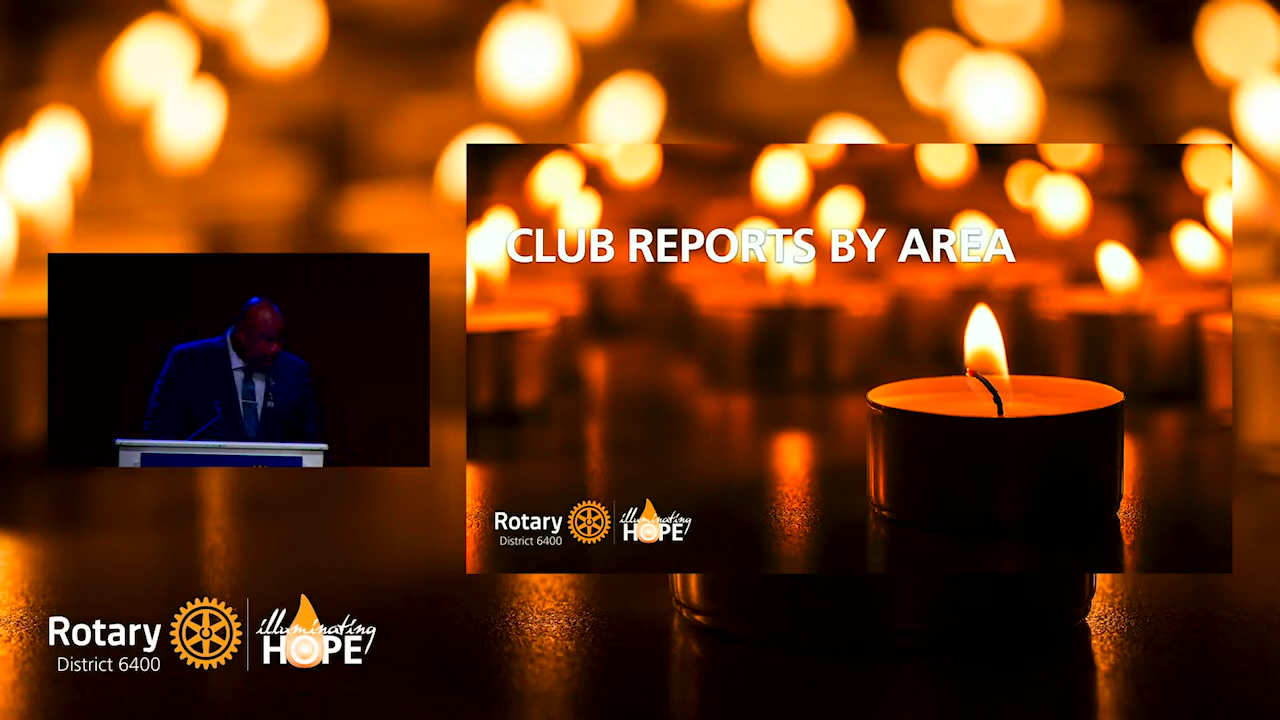 CLUB REPORTS BY AREA
Rotary
District 6400
illuminating
HOPE
Rotary
District 6400
illuminating
HOPE